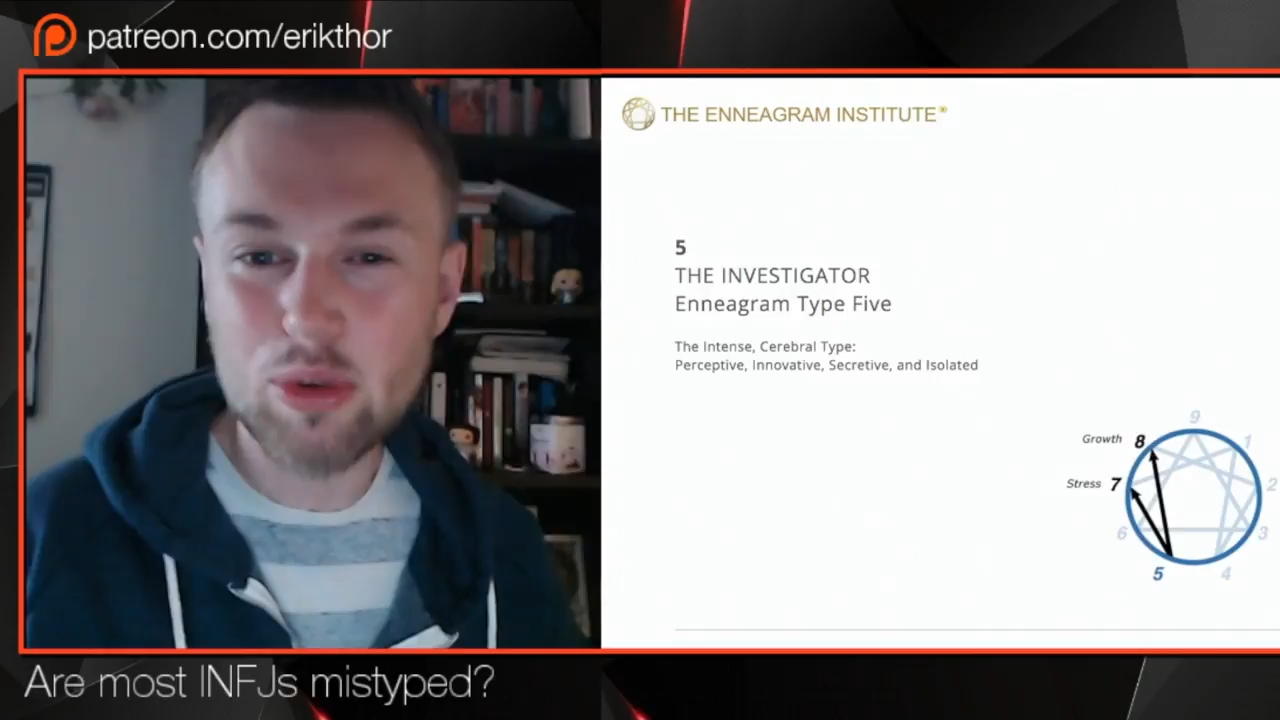 patreon.com/erikthor
THE ENNEAGRAM INSTITUTE®
5
THE INVESTIGATOR
Enneagram Type Five
The Intense, Cerebral Type:
Perceptive, Innovative, Secretive, and Isolated
9
Growth 8
1
Stress 7
2
6
3
5
4
Are most INFJs mistyped?